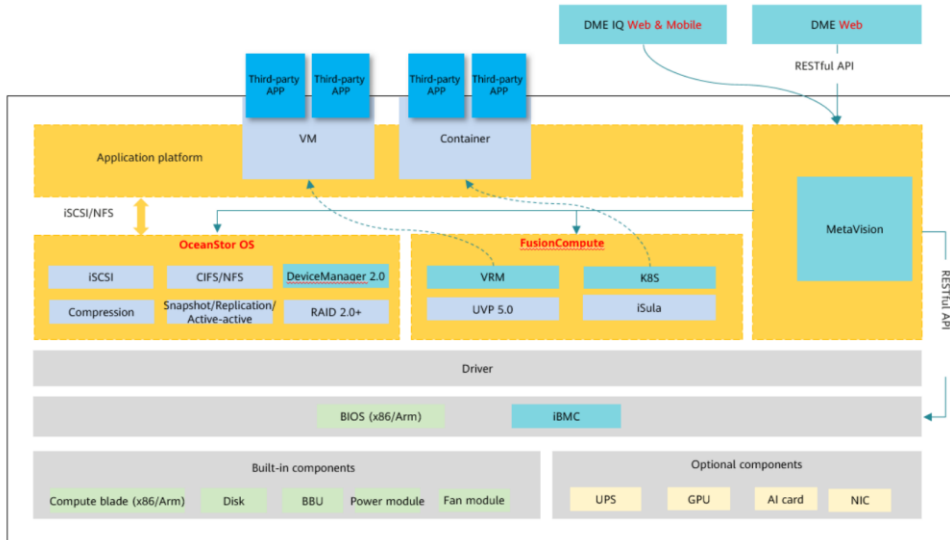 DME IQ Web & Mobile
DME Web
RESTful API
Third-party
APP
Third-party
APP
Third-party
APP
Third-party
APP
VM
Container
Application platform
iSCSI/NFS
MetaVision
RESTful API
OceanStor OS
iSCSI
CIFS/NFS
DeviceManager 2.0
Compression
Snapshot/Replication/
Active-active
RAID 2.0+
FusionCompute
VRM
K8S
UVP 5.0
iSula
Driver
BIOS (x86/Arm)
iBMC
Built-in components
Compute blade (x86/Arm)
Disk
BBU
Power module
Fan module
Optional components
UPS
GPU
AI card
NIC